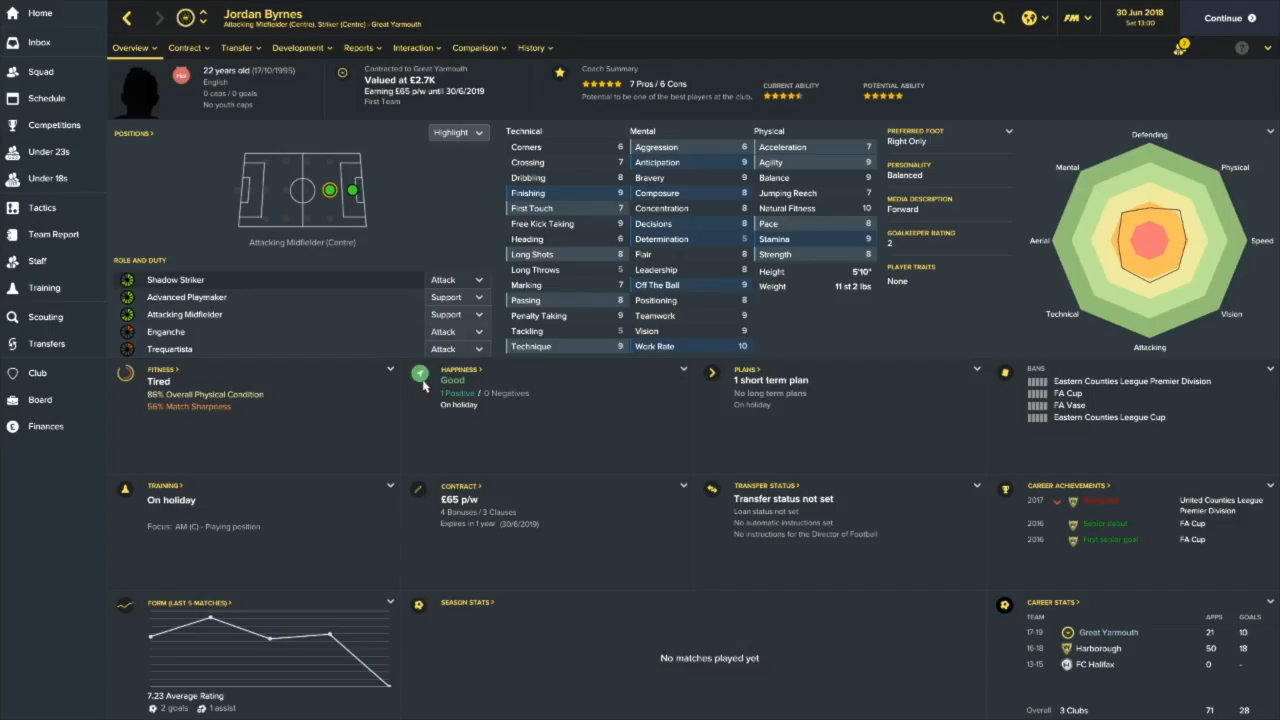 Home
Inbox
Squad
Schedule
Competitions
Under 23s
Under 18s
Tactics
Team Report
Staff
Training
Scouting
Transfers
Club
Board
Finances
Jordan Byrnes
Attacking Midfielder (Centre), Striker (Centre) - Great Yarmouth
FM
30 Jun 2018
Sat 13:00
Continue
Overview Contract Transfer Development Reports Interaction Comparison History
2
?
Hol
22 years old (17/10/1995)
English
0 caps / 0 goals
No youth caps
Contracted to Great Yarmouth
Valued at £2.7K
Earning £65 p/w until 30/6/2019
First Team
Coach Summary
7 Pros / 6 Cons
Potential to be one of the best players at the club.
CURRENT ABILITY
POTENTIAL ABILITY
POSITIONS >
Highlight
Attacking Midfielder (Centre)
ROLE AND DUTY
Shadow Striker Attack
Advanced Playmaker Support
Attacking Midfielder Support
Enganche Attack
Trequartista Attack
Technical
Corners 6
Crossing 7
Dribbling 8
Finishing 9
First Touch 7
Free Kick Taking 9
Heading 6
Long Shots 8
Long Throws 5
Marking 7
Passing 8
Penalty Taking 9
Tackling 5
Technique 9
Mental
Aggression 6
Anticipation 9
Bravery 9
Composure 8
Concentration 8
Decisions 8
Determination 5
Flair 8
Leadership 8
Off The Ball 9
Positioning 8
Teamwork 9
Vision 9
Work Rate 10
Physical
Acceleration 7
Agility 9
Balance 9
Jumping Reach 7
Natural Fitness 10
Pace 8
Stamina 9
Strength 8
Height 5'10"
Weight 11 st 2 lbs
PREFERRED FOOT
Right Only
PERSONALITY
Balanced
MEDIA DESCRIPTION
Forward
GOALKEEPER RATING
2
PLAYER TRAITS
None
Defending
Physical
Speed
Vision
Attacking
Technical
Aerial
Mental
FITNESS >
Tired
86% Overall Physical Condition
56% Match Sharpness
HAPPINESS >
Good
1 Positive / 0 Negatives
On holiday
PLANS >
1 short term plan
No long term plans
On holiday
BANS
Eastern Counties League Premier Division
FA Cup
FA Vase
Eastern Counties League Cup
TRAINING >
On holiday
Focus: AM (C) - Playing position
CONTRACT >
£65 p/w
4 Bonuses / 3 Clauses
Expires in 1 year (30/6/2019)
TRANSFER STATUS >
Transfer status not set
Loan status not set
No automatic instructions set
No instructions for the Director of Football
CAREER ACHIEVEMENTS >
2017 United Counties League
Premier Division
2016 Senior debut FA Cup
2016 First senior goal FA Cup
FORM (LAST 5 MATCHES) >
7.23 Average Rating
2 goals 1 assist
SEASON STATS >
No matches played yet
CAREER STATS >
TEAM APPS GOALS
17-19 Great Yarmouth 21 10
16-18 Harborough 50 18
13-15 FC Halifax 0 -
Overall 3 Clubs 71 28